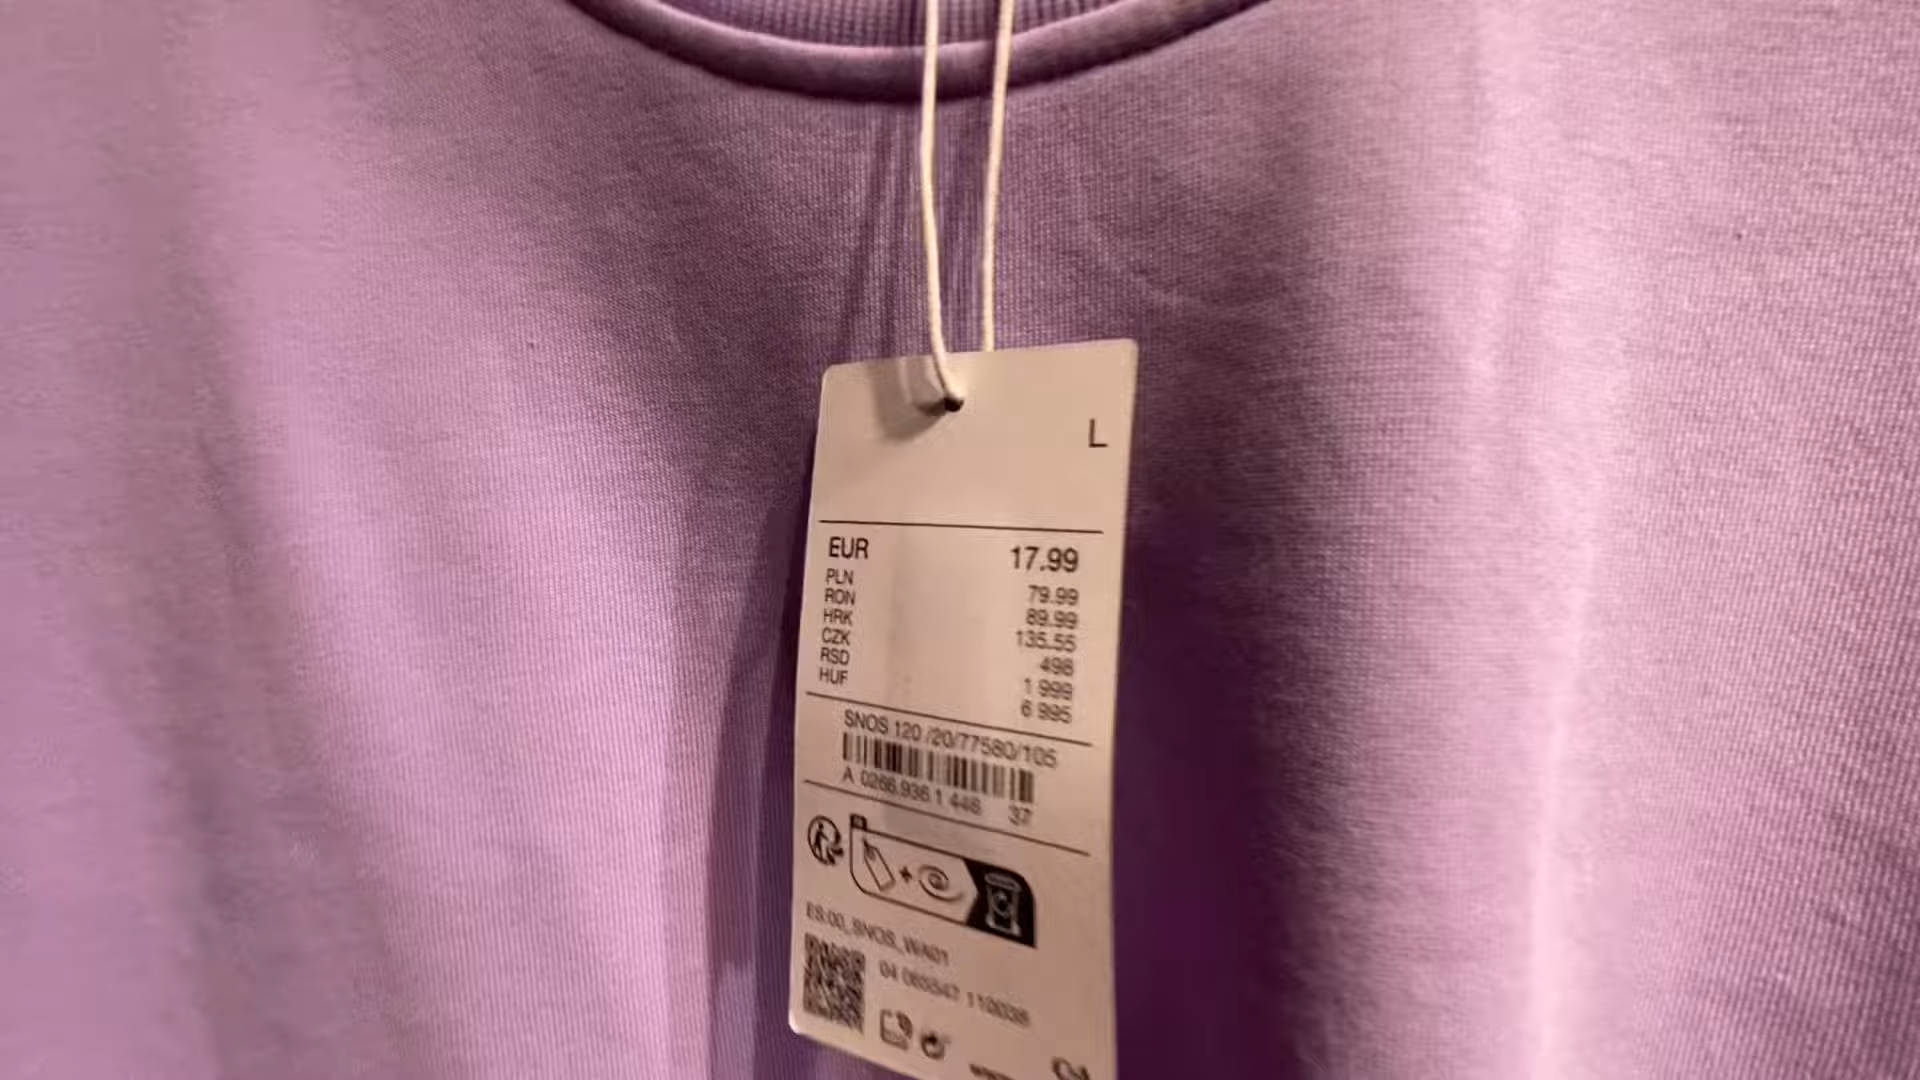 L
EUR 17.99
PLN 79.99
RON 89.99
HRK 135.55
CZK 498
RSD 1 999
HUF 6 995
SNOS 120 /20/77580/105
A 0266.936 1 446 37
ES:00_SNOS_WA01
04 085547 110038